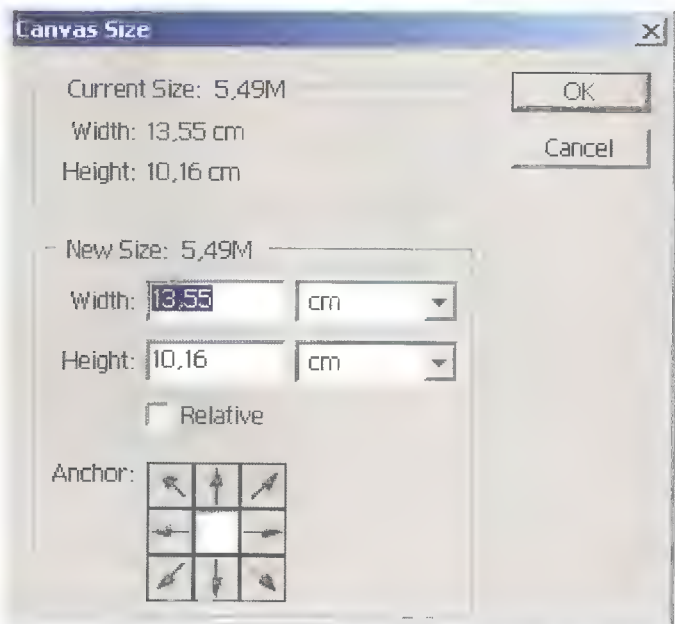 Canvas Size
Current Size: 5,49M
Width: 13,55 cm
Height: 10,16 cm
OK
Cancel
New Size: 5,49M
Width: 13,55 cm
Height: 10,16 cm
Relative
Anchor: